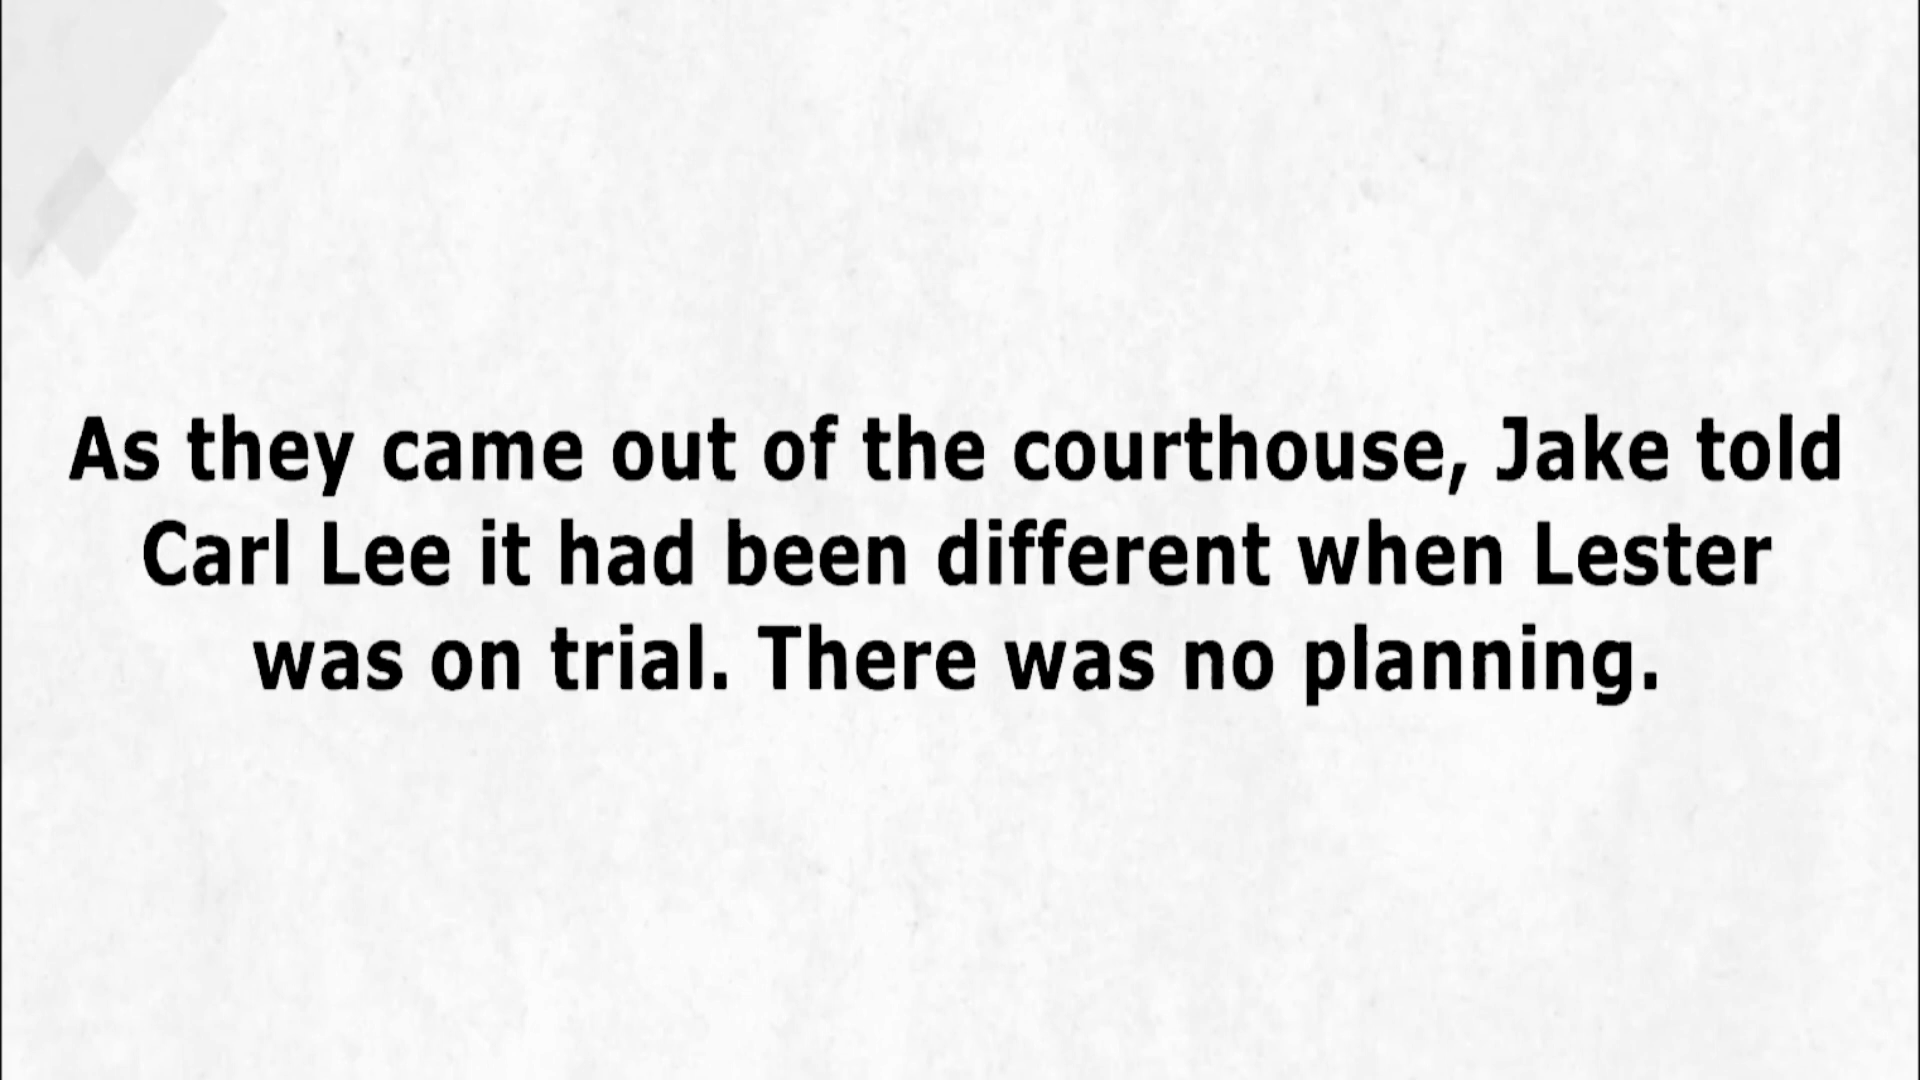 As they came out of the courthouse, Jake told
Carl Lee it had been different when Lester
was on trial. There was no planning.